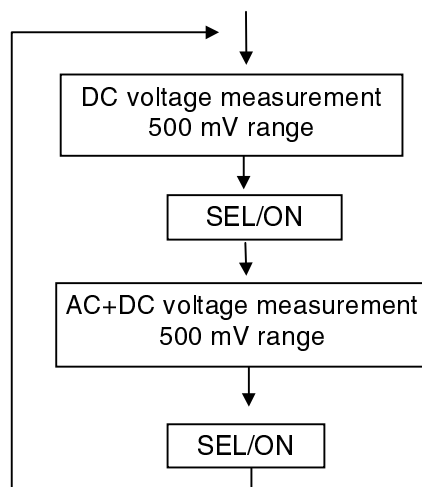 DC voltage measurement
500 mV range
SEL/ON
AC+DC voltage measurement
500 mV range
SEL/ON